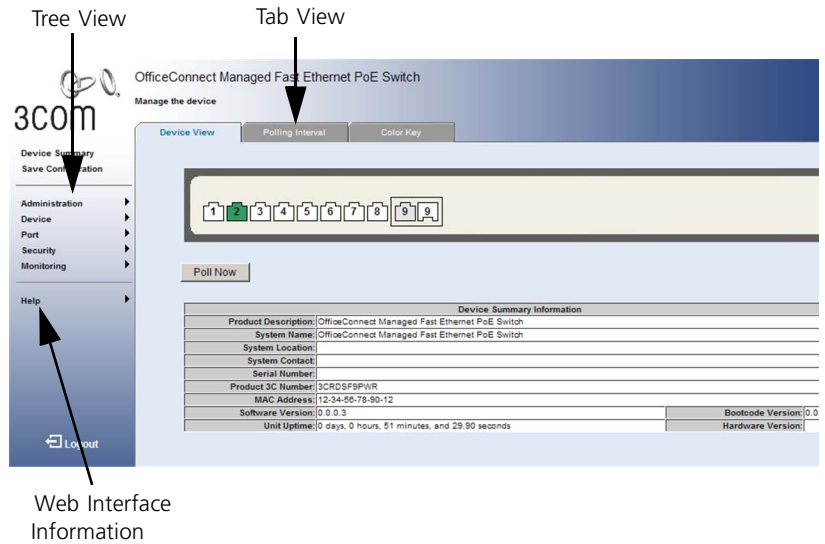 Tree View
Tab View
3COM
OfficeConnect Managed Fast Ethernet PoE Switch
Manage the device
Device View
Polling Interval
Color Key
Device Summary
Save Configuration
Administration
Device
Port
Security
Monitoring
Help
Logout
1 2 3 4 5 6 7 8 9 9
Poll Now
Device Summary Information
Product Description: OfficeConnect Managed Fast Ethernet PoE Switch
System Name: OfficeConnect Managed Fast Ethernet PoE Switch
System Location:
System Contact:
Serial Number:
Product 3C Number: 3CRDSF9PWR
MAC Address: 12-34-56-78-90-12
Software Version: 0.0.0.3 Bootcode Version: 0.0
Unit Uptime: 0 days, 0 hours, 51 minutes, and 29.90 seconds Hardware Version:
Web Interface
Information